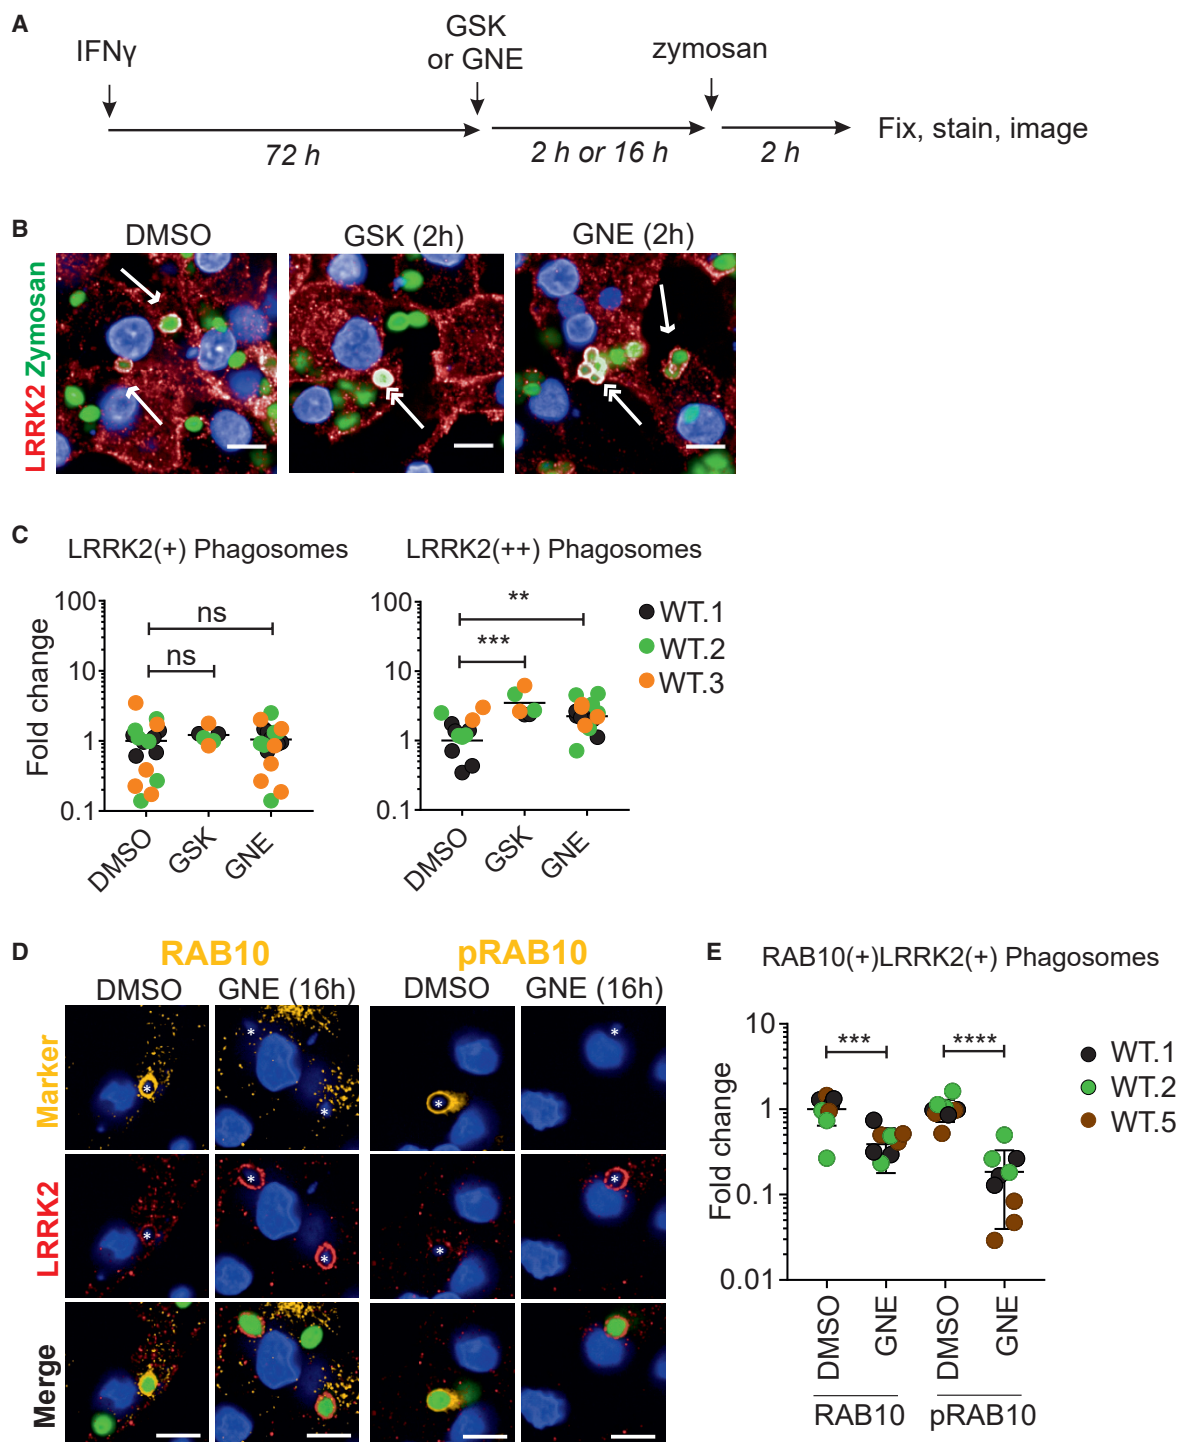 A
IFNγ
GSK
or GNE
zymosan
72 h
2 h or 16 h
2 h
Fix, stain, image
B
DMSO
GSK (2h)
GNE (2h)
LRRK2 Zymosan
C
LRRK2(+) Phagosomes
LRRK2(++) Phagosomes
Fold change
100
10
1
0.1
ns
ns
DMSO
GSK
GNE
100
10
1
0.1
**
***
DMSO
GSK
GNE
WT.1
WT.2
WT.3
D
RAB10
pRAB10
DMSO
GNE (16h)
DMSO
GNE (16h)
Marker
* * * * *
LRRK2
* * * * *
Merge
E
RAB10(+)LRRK2(+) Phagosomes
Fold change
10
1
0.1
0.01
***
****
DMSO
GNE
DMSO
GNE
RAB10
pRAB10
WT.1
WT.2
WT.5